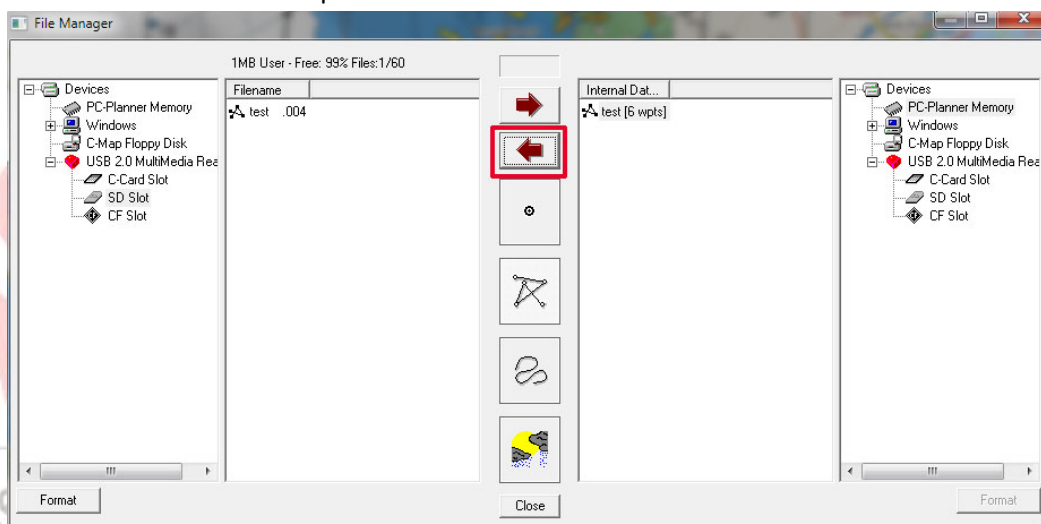 File Manager
1MB User - Free: 99% Files:1/60
Devices
PC-Planner Memory
Windows
C-Map Floppy Disk
USB 2.0 MultiMedia Rea
C-Card Slot
SD Slot
CF Slot
Format
Filename
test .004
Close
Internal Dat...
test [6 wpts]
Devices
PC-Planner Memory
Windows
C-Map Floppy Disk
USB 2.0 MultiMedia Rea
C-Card Slot
SD Slot
CF Slot
Format